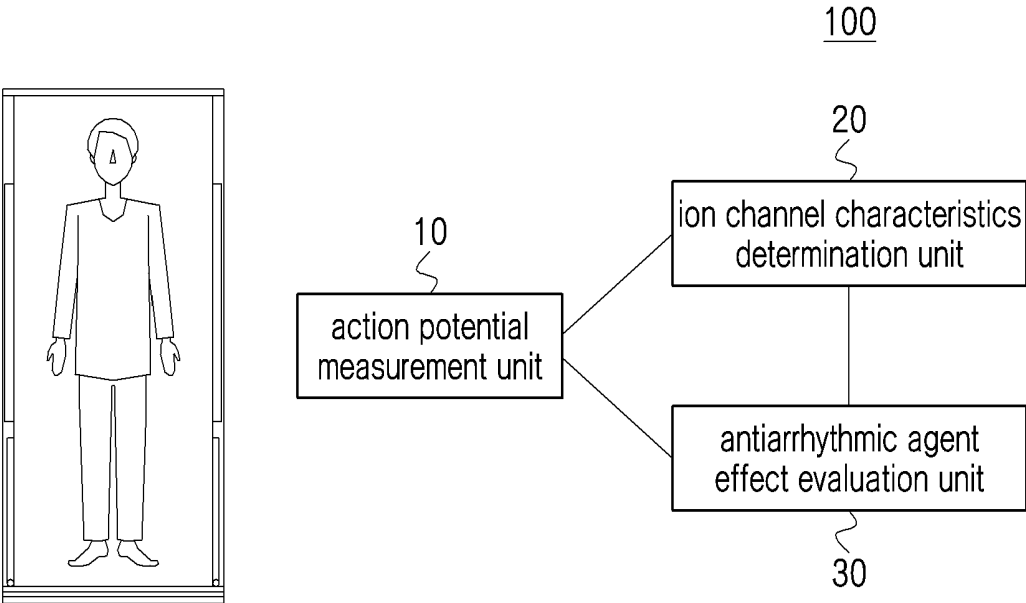 100
20
ion channel characteristics
determination unit
10
action potential
measurement unit
antiarrhythmic agent
effect evaluation unit
30